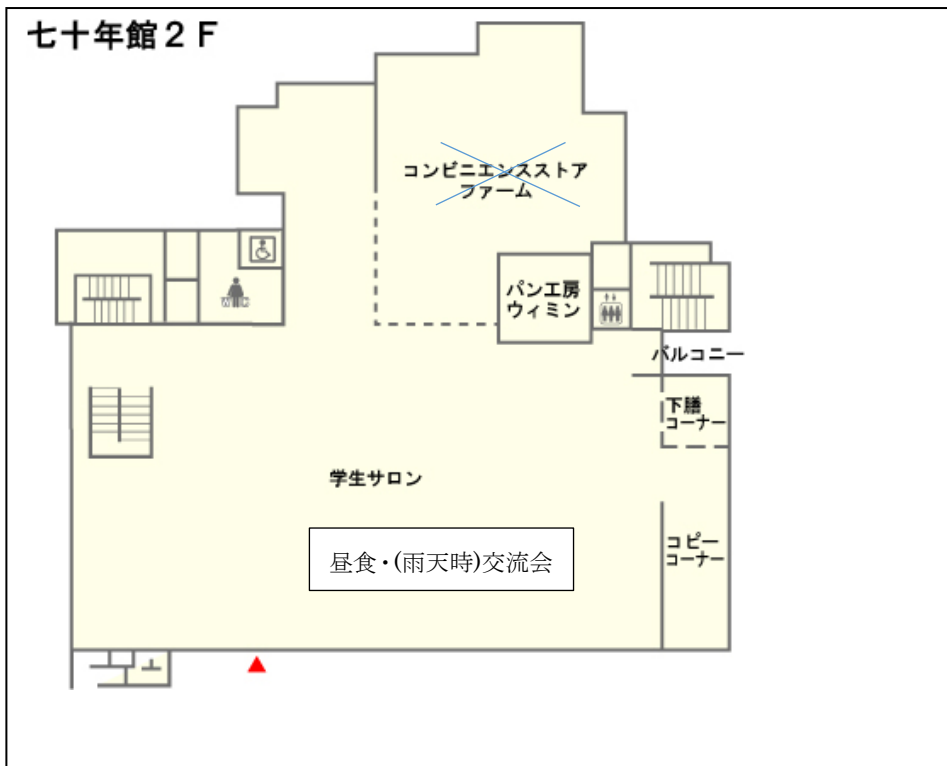 七十年館２Ｆ
コンビニエンスストア
ファーム
パン工房
ウィミン
バルコニー
下膳
コーナー
学生サロン
コピー
コーナー
昼食・(雨天時)交流会